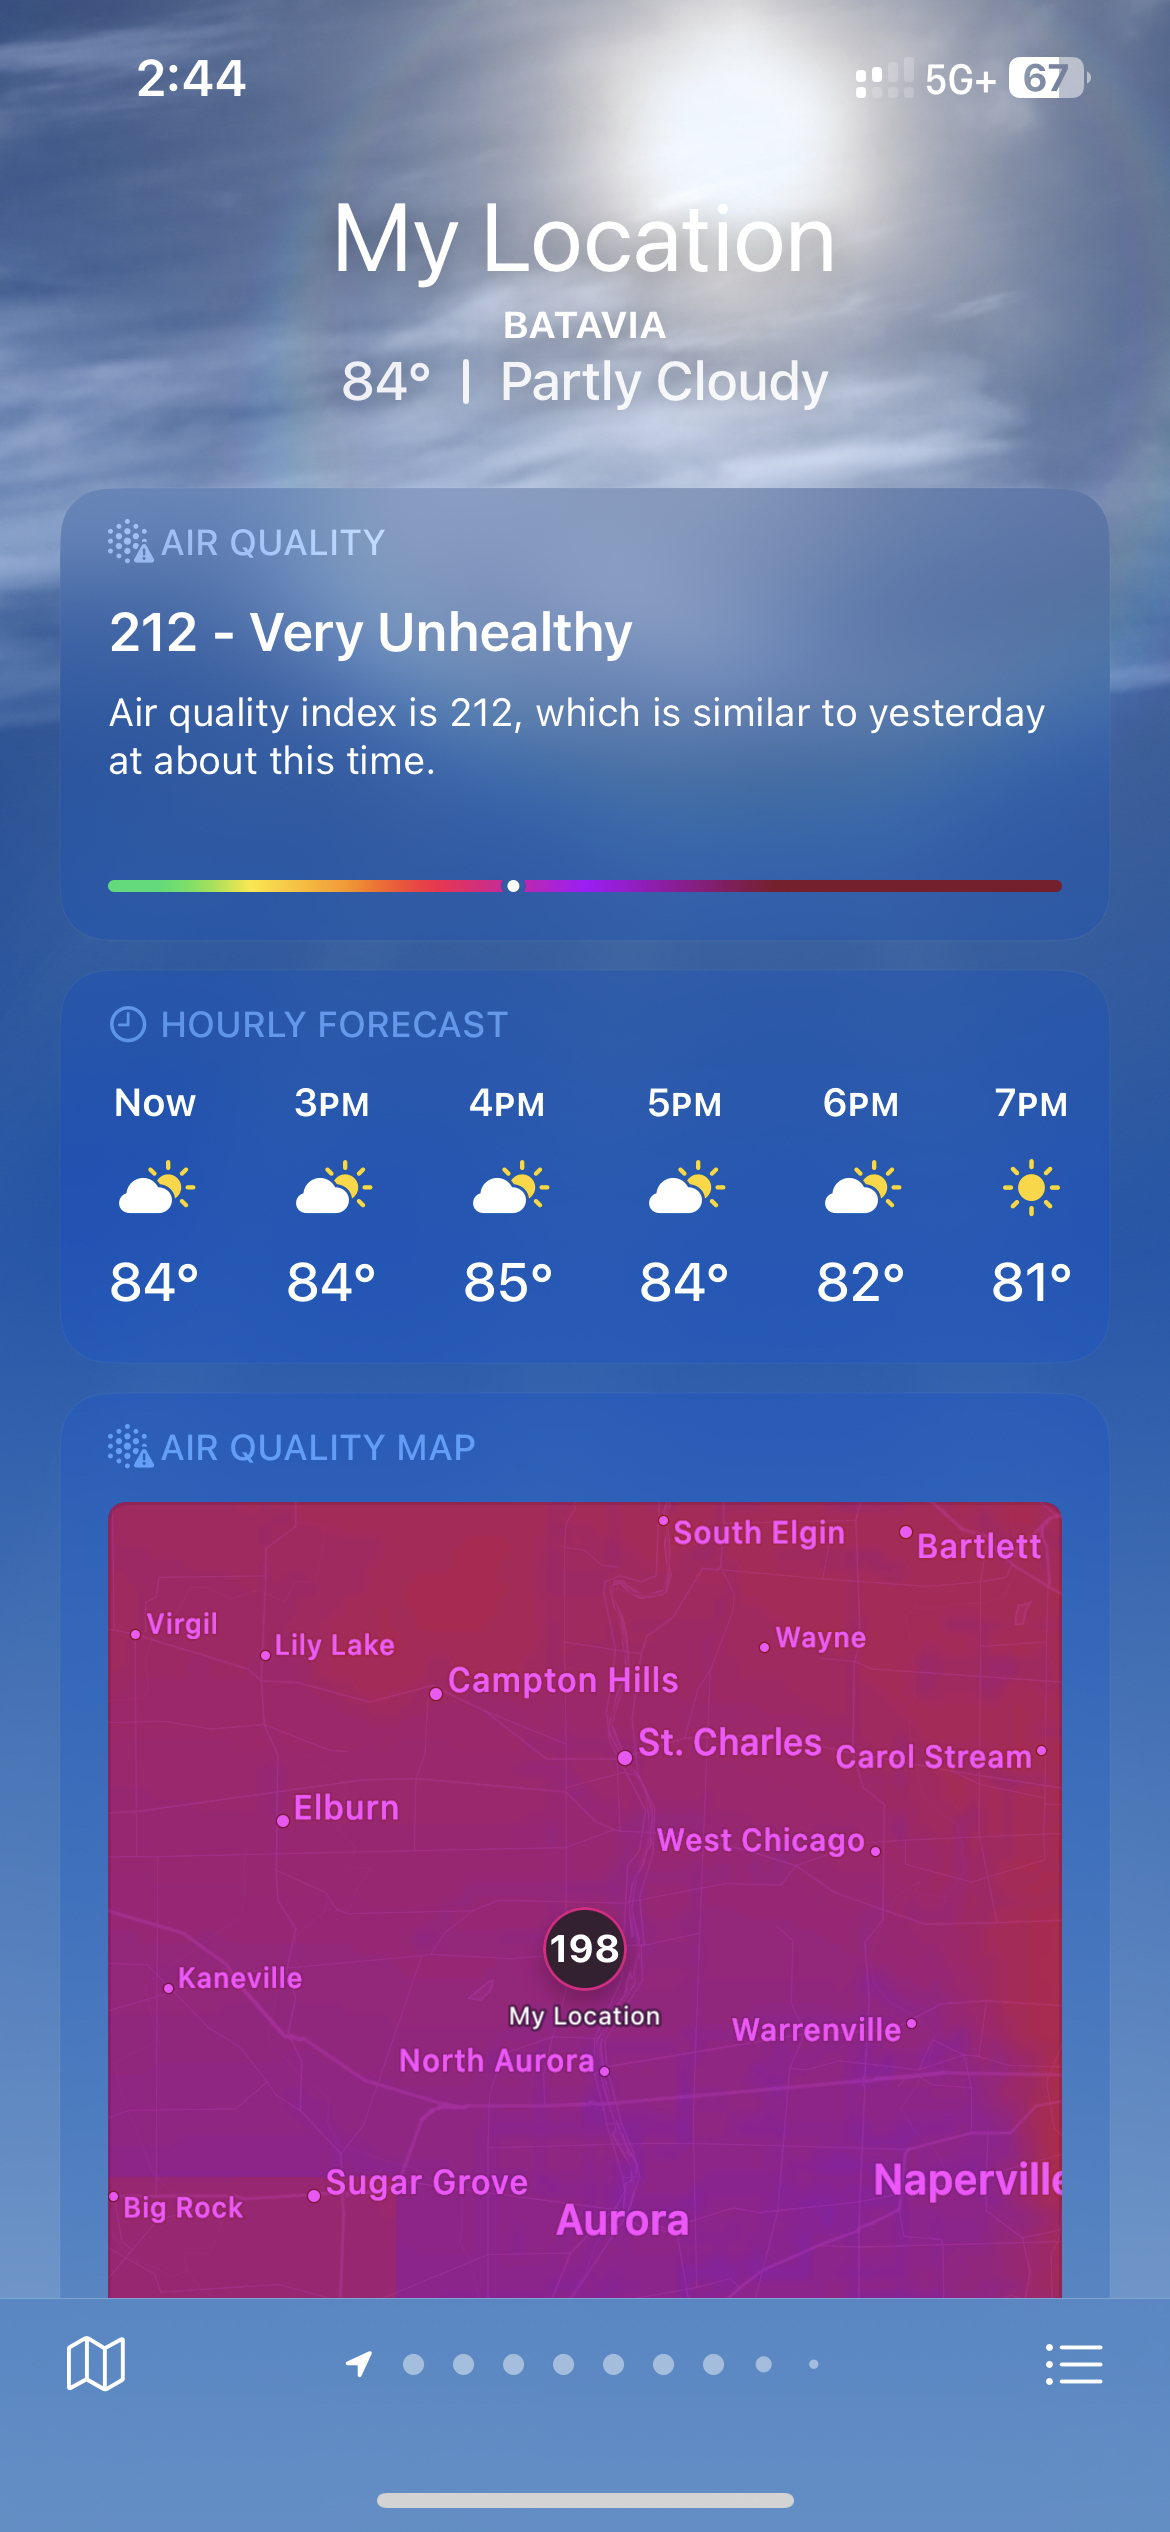 2:44 5G+ 67
My Location
BATAVIA
84° | Partly Cloudy
AIR QUALITY
212 - Very Unhealthy
Air quality index is 212, which is similar to yesterday
at about this time.
HOURLY FORECAST
Now 3PM 4PM 5PM 6PM 7PM
84° 84° 85° 84° 82° 81°
AIR QUALITY MAP
South Elgin
Bartlett
Virgil
Lily Lake
Wayne
Campton Hills
St. Charles
Carol Stream
Elburn
West Chicago
198
Kaneville
My Location
Warrenville
North Aurora
Naperville
Sugar Grove
Big Rock
Aurora